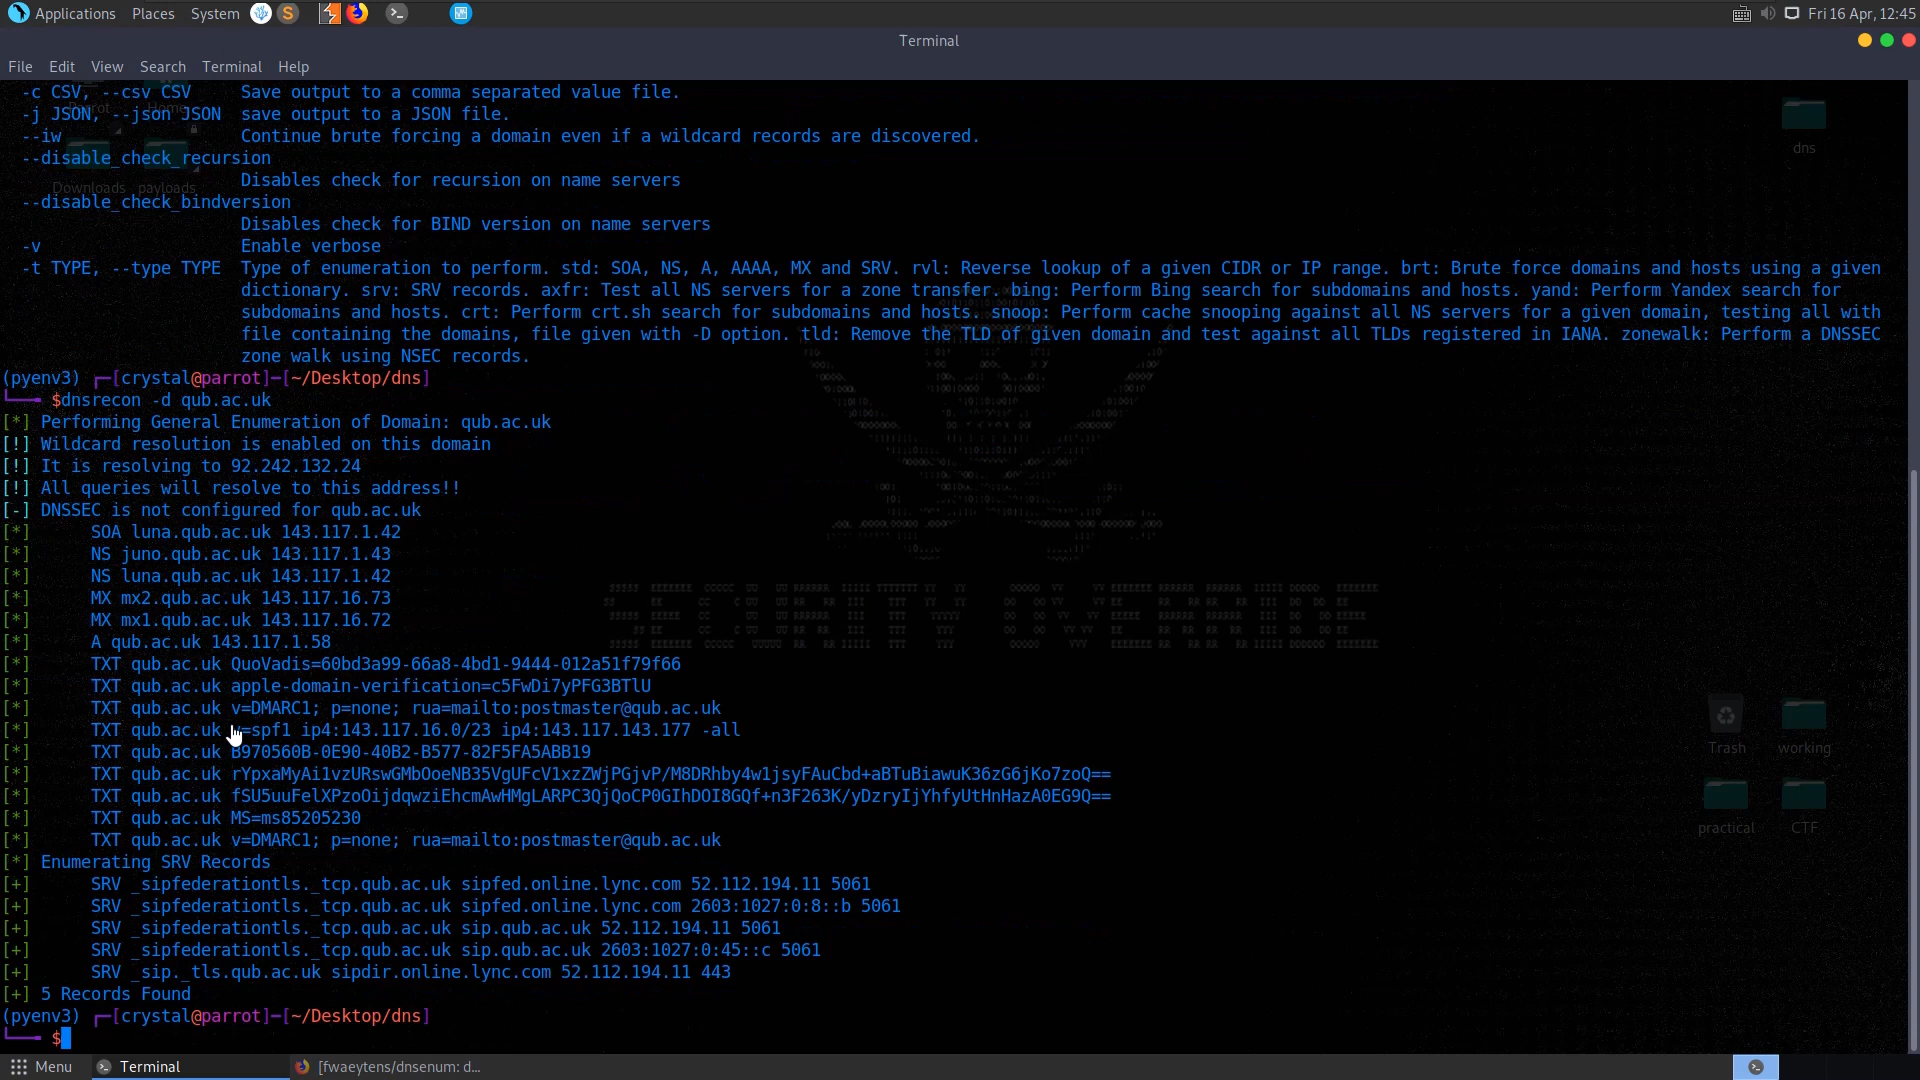 Applications Places System Fri 16 Apr, 12:45
Terminal
File Edit View Search Terminal Help
-c CSV, --csv CSV Save output to a comma separated value file.
-j JSON, --json JSON save output to a JSON file.
--iw Continue brute forcing a domain even if a wildcard records are discovered.
--disable_check_recursion
Disables check for recursion on name servers
--disable_check_bindversion
Disables check for BIND version on name servers
-v Enable verbose
-t TYPE, --type TYPE Type of enumeration to perform. std: SOA, NS, A, AAAA, MX and SRV. rvl: Reverse lookup of a given CIDR or IP range. brt: Brute force domains and hosts using a given
dictionary. srv: SRV records. axfr: Test all NS servers for a zone transfer. bing: Perform Bing search for subdomains and hosts. yand: Perform Yandex search for
subdomains and hosts. crt: Perform crt.sh search for subdomains and hosts. snoop: Perform cache snooping against all NS servers for a given domain, testing all with
file containing the domains, file given with -D option. tld: Remove the TLD of given domain and test against all TLDs registered in IANA. zonewalk: Perform a DNSSEC
zone walk using NSEC records.
(pyenv3) ┌─[crystal@parrot]─[~/Desktop/dns]
└──╼ $dnsrecon -d qub.ac.uk
[*] Performing General Enumeration of Domain: qub.ac.uk
[!] Wildcard resolution is enabled on this domain
[!] It is resolving to 92.242.132.24
[!] All queries will resolve to this address!!
[-] DNSSEC is not configured for qub.ac.uk
[*] SOA luna.qub.ac.uk 143.117.1.42
[*] NS juno.qub.ac.uk 143.117.1.43
[*] NS luna.qub.ac.uk 143.117.1.42
[*] MX mx2.qub.ac.uk 143.117.16.73
[*] MX mx1.qub.ac.uk 143.117.16.72
[*] A qub.ac.uk 143.117.1.58
[*] TXT qub.ac.uk QuoVadis=60bd3a99-66a8-4bd1-9444-012a51f79f66
[*] TXT qub.ac.uk apple-domain-verification=c5FwDi7yPFG3BTlU
[*] TXT qub.ac.uk v=DMARC1; p=none; rua=mailto:postmaster@qub.ac.uk
[*] TXT qub.ac.uk v=spf1 ip4:143.117.16.0/23 ip4:143.117.143.177 -all
[*] TXT qub.ac.uk B970560B-0E90-40B2-B577-82F5FA5ABB19
[*] TXT qub.ac.uk rYpxaMyAi1vzURswGMbOoeNB35VgUFcV1xzZWjPGjvP/M8DRhby4w1jsyFAuCbd+aBTuBiawuK36zG6jKo7zoQ==
[*] TXT qub.ac.uk fSU5uuFelXPzoOijdqwziEhcmAwHMgLARPC3QjQoCP0GIhDOI8GQf+n3F263K/yDzryIjYhfyUtHnHazA0EG9Q==
[*] TXT qub.ac.uk MS=ms85205230
[*] TXT qub.ac.uk v=DMARC1; p=none; rua=mailto:postmaster@qub.ac.uk
[*] Enumerating SRV Records
[+] SRV _sipfederationtls._tcp.qub.ac.uk sipfed.online.lync.com 52.112.194.11 5061
[+] SRV _sipfederationtls._tcp.qub.ac.uk sipfed.online.lync.com 2603:1027:0:8::b 5061
[+] SRV _sipfederationtls._tcp.qub.ac.uk sip.qub.ac.uk 52.112.194.11 5061
[+] SRV _sipfederationtls._tcp.qub.ac.uk sip.qub.ac.uk 2603:1027:0:45::c 5061
[+] SRV _sip._tls.qub.ac.uk sipdir.online.lync.com 52.112.194.11 443
[+] 5 Records Found
(pyenv3) ┌─[crystal@parrot]─[~/Desktop/dns]
└──╼ $
Parrot Home
Downloads payloads
dns
SECURITY OVERIDE
Trash working
practical CTF
Menu Terminal [fwaeytens/dnsenum: d...